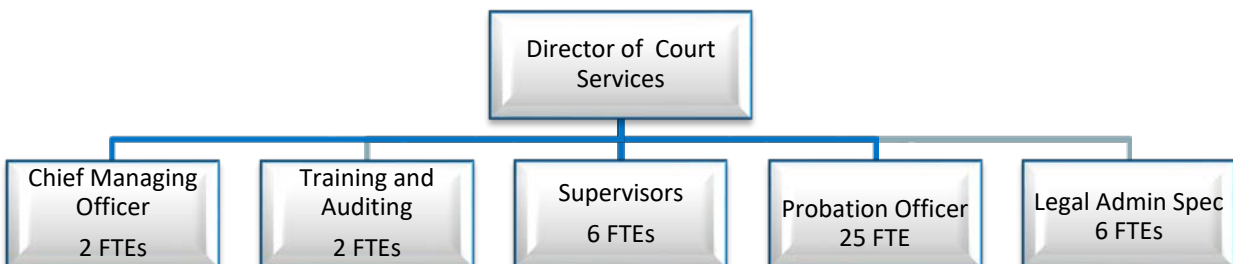 Director of Court
Services
Chief Managing
Officer
2 FTEs
Training and
Auditing
2 FTEs
Supervisors
6 FTEs
Probation Officer
25 FTE
Legal Admin Spec
6 FTEs